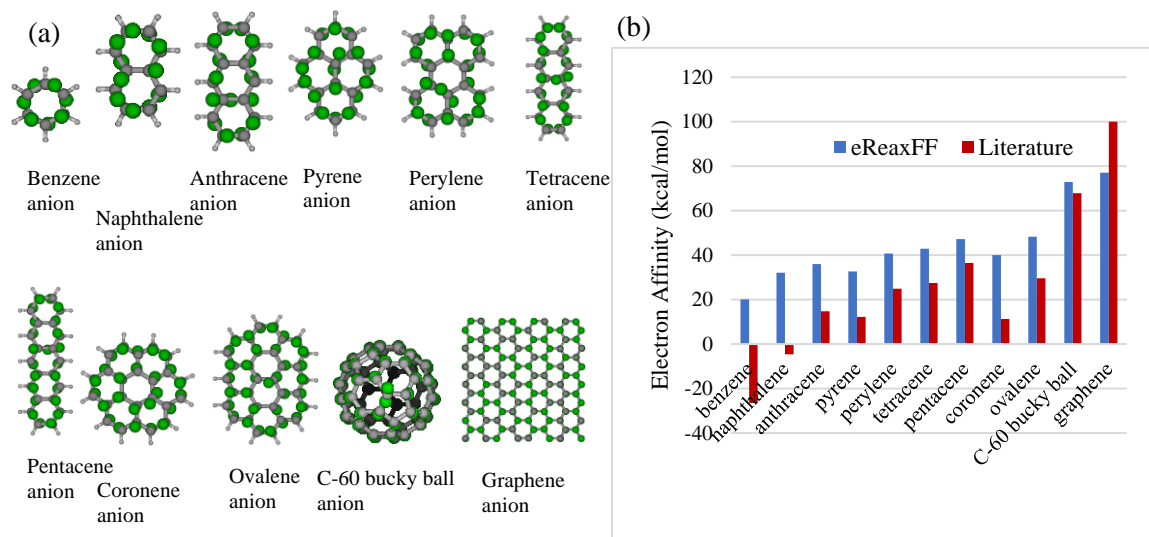 (a)
Benzene
anion
Naphthalene
anion
Anthracene
anion
Pyrene
anion
Perylene
anion
Tetracene
anion
Pentacene
anion
Coronene
anion
Ovalene
anion
C-60 bucky ball
anion
Graphene
anion
(b)
Electron Affinity (kcal/mol)
120
100
80
60
40
20
0
-20
-40
eReaxFF
Literature
benzene
naphthalene
anthracene
pyrene
perylene
tetracene
pentacene
coronene
ovalene
C-60 bucky ball
graphene